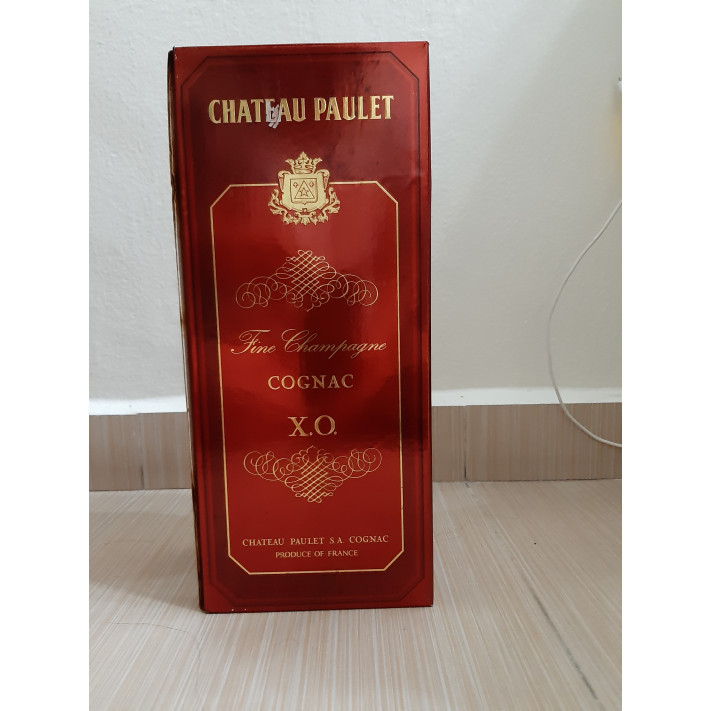 CHATEAU PAULET
Fine Champagne
COGNAC
X.O.
CHATEAU PAULET S.A. COGNAC
PRODUCE OF FRANCE